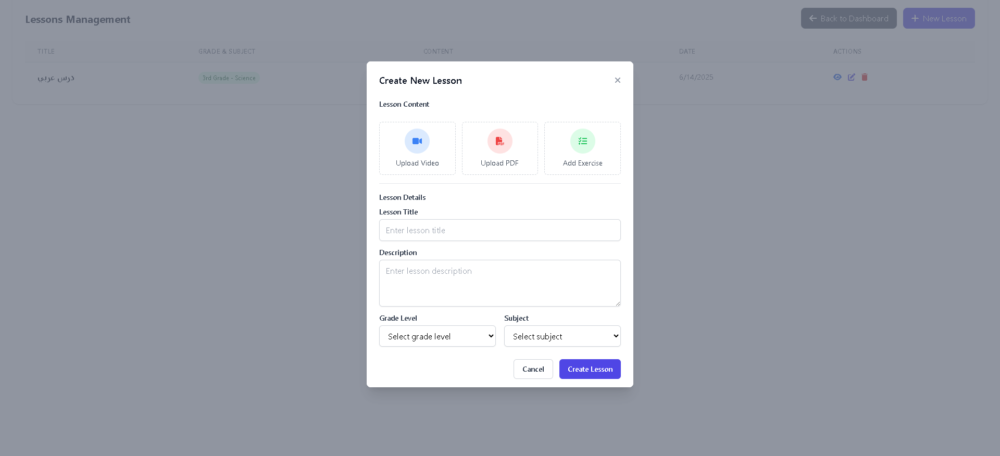 Lessons Management
Back to Dashboard
New Lesson
TITLE
GRADE & SUBJECT
CONTENT
DATE
ACTIONS
درس عربي
3rd Grade - Science
6/14/2025
Create New Lesson
Lesson Content
Upload Video
Upload PDF
Add Exercise
Lesson Details
Lesson Title
Enter lesson title
Description
Enter lesson description
Grade Level
Subject
Select grade level
Select subject
Cancel
Create Lesson